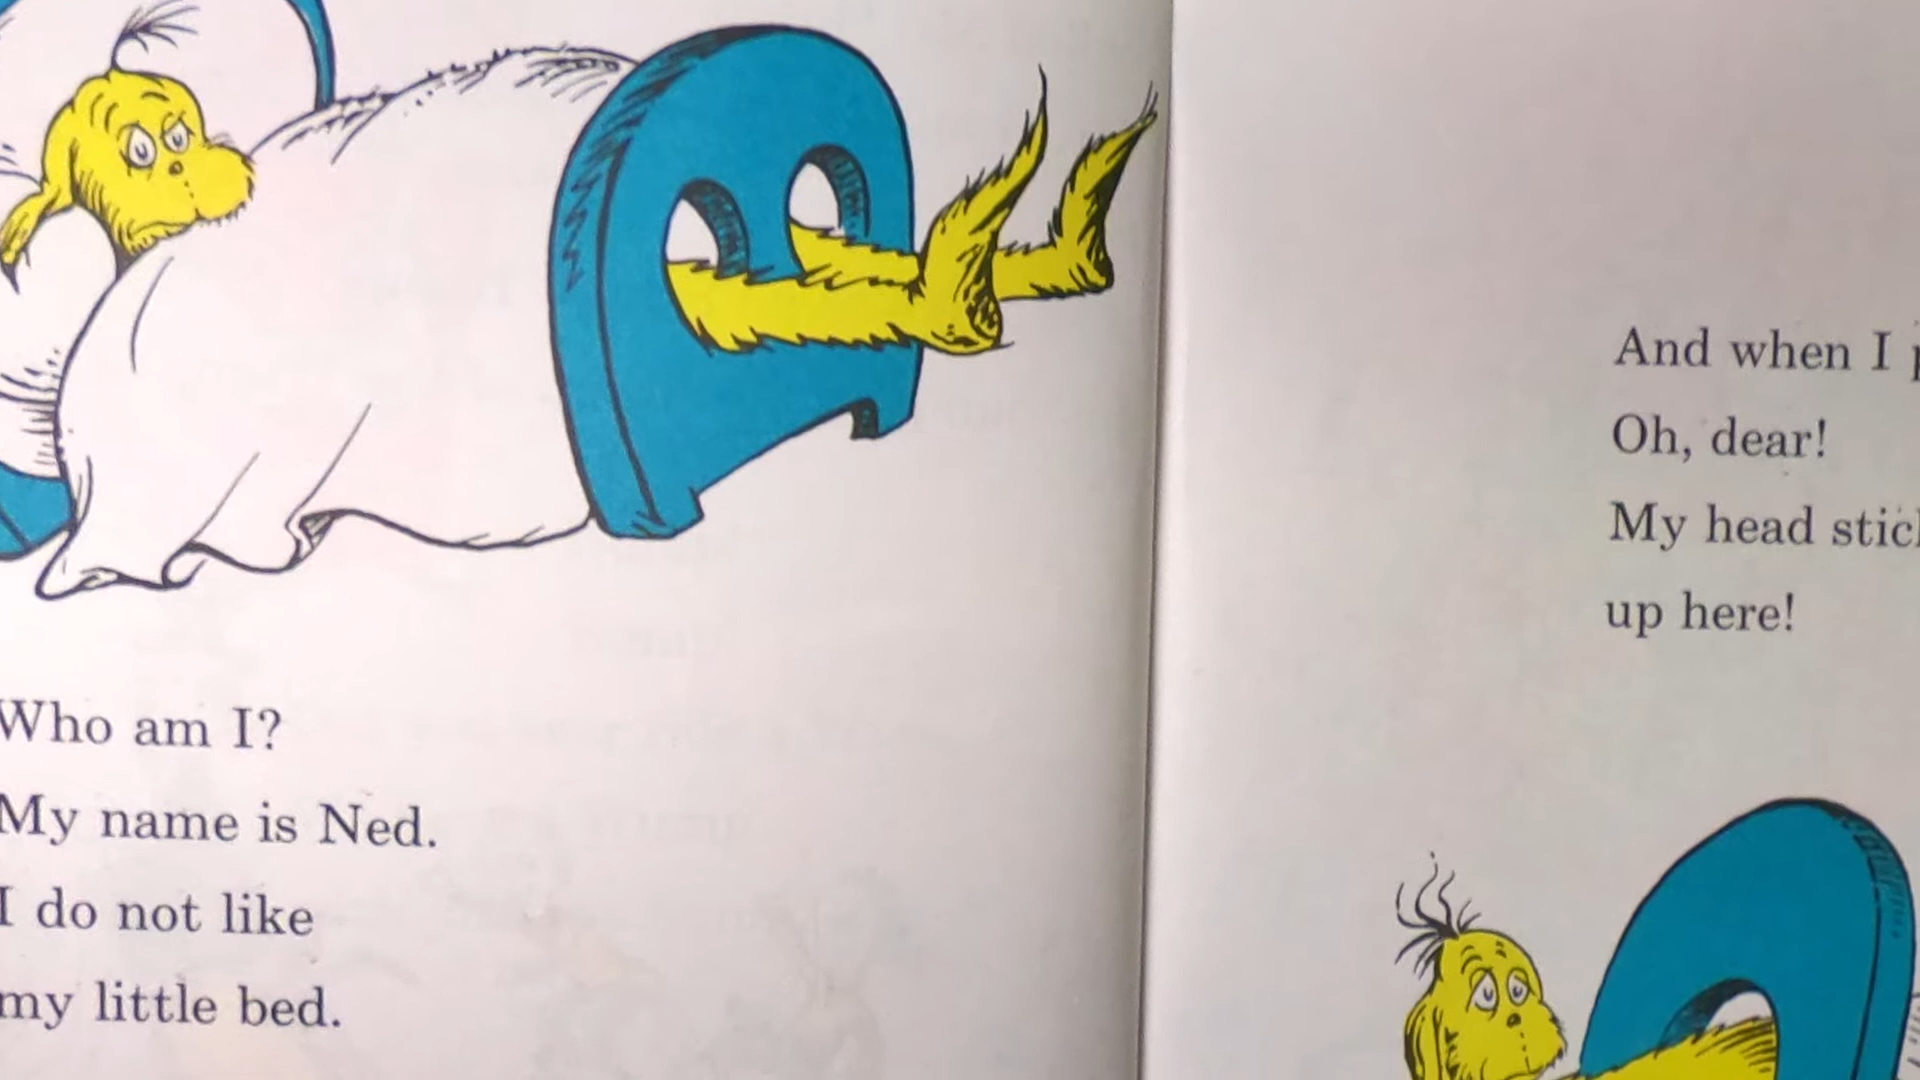 Who am I?
My name is Ned.
I do not like
my little bed.
And when I
Oh, dear!
My head
up here!